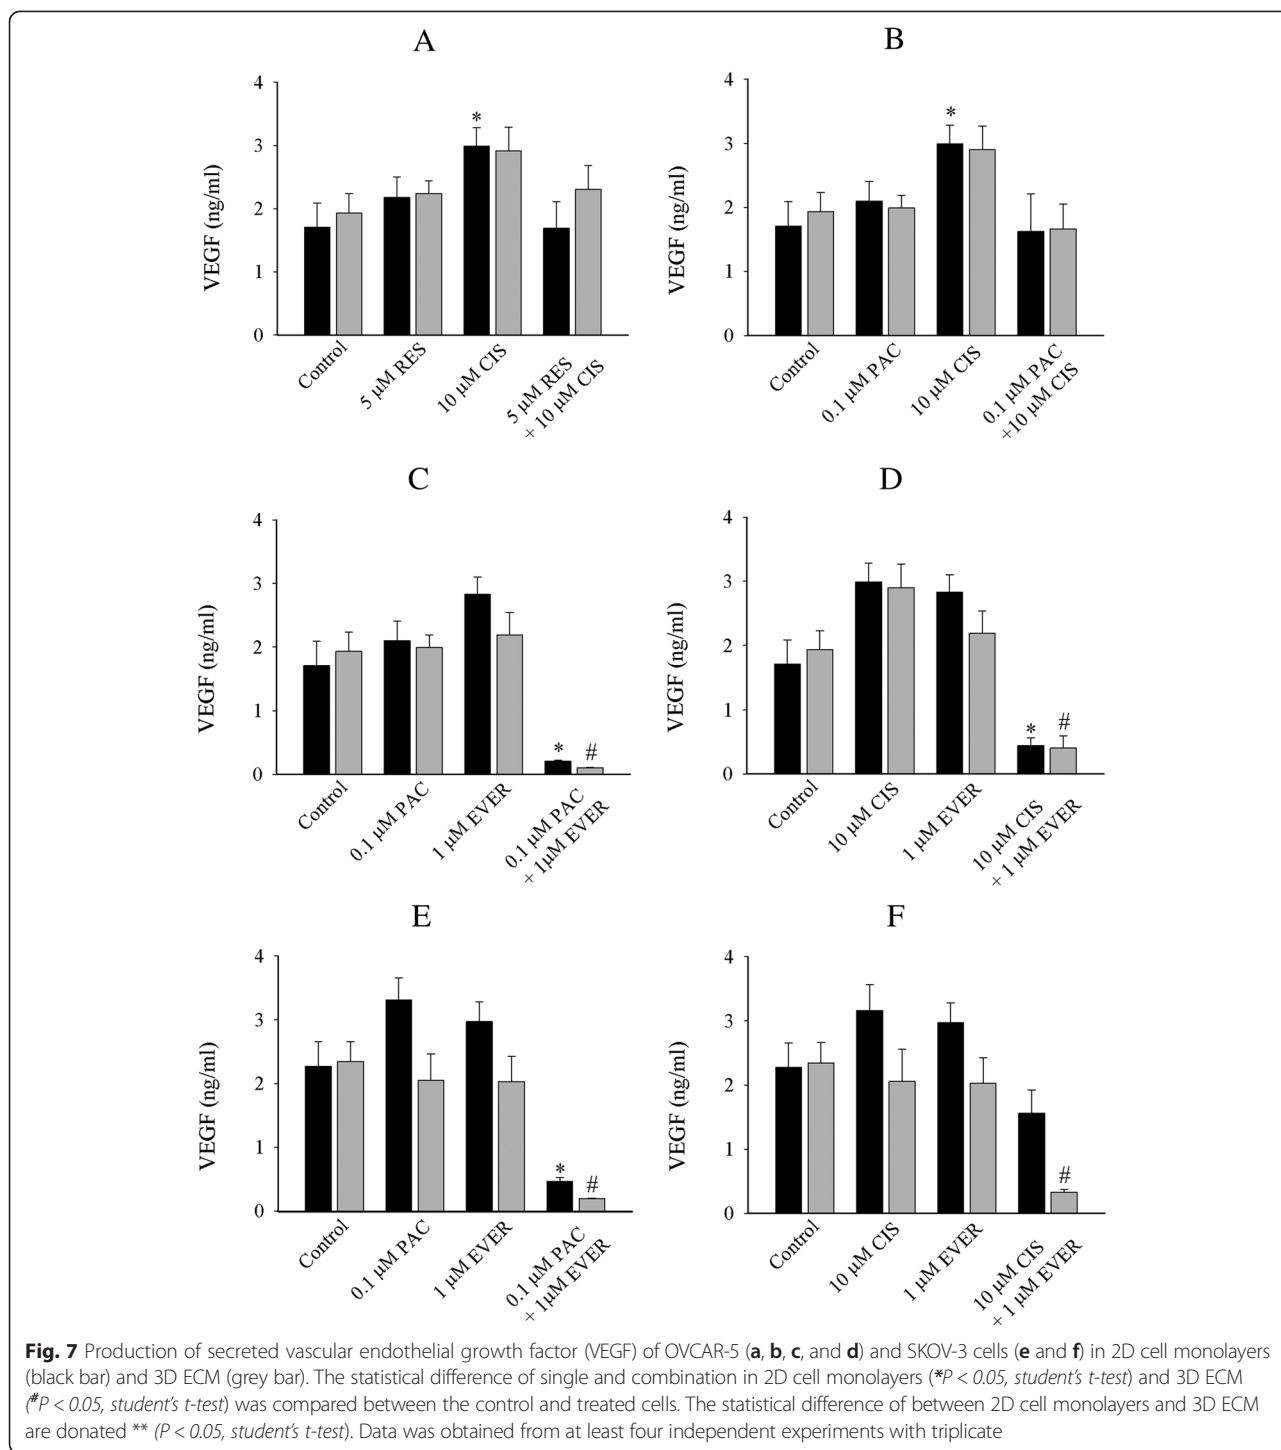 A
4
3
2
1
0
VEGF (ng/ml)
*
Control
5 µM RES
10 µM CIS
5 µM RES
+ 10 µM CIS
B
4
3
2
1
0
VEGF (ng/ml)
*
Control
0.1 µM PAC
10 µM CIS
0.1 µM PAC
+10 µM CIS
C
4
3
2
1
0
VEGF (ng/ml)
* #
Control
0.1 µM PAC
1 µM EVER
0.1 µM PAC
+ 1µM EVER
D
4
3
2
1
0
VEGF (ng/ml)
* #
Control
10 µM CIS
1 µM EVER
10 µM CIS
+ 1 µM EVER
E
4
3
2
1
0
VEGF (ng/ml)
* #
Control
0.1 µM PAC
1 µM EVER
0.1 µM PAC
+ 1µM EVER
F
4
3
2
1
0
VEGF (ng/ml)
#
Control
10 µM CIS
1 µM EVER
10 µM CIS
+ 1 µM EVER
Fig. 7 Production of secreted vascular endothelial growth factor (VEGF) of OVCAR-5 (a, b, c, and d) and SKOV-3 cells (e and f) in 2D cell monolayers
(black bar) and 3D ECM (grey bar). The statistical difference of single and combination in 2D cell monolayers (*P < 0.05, student's t-test) and 3D ECM
(#P < 0.05, student's t-test) was compared between the control and treated cells. The statistical difference of between 2D cell monolayers and 3D ECM
are donated ** (P < 0.05, student's t-test). Data was obtained from at least four independent experiments with triplicate